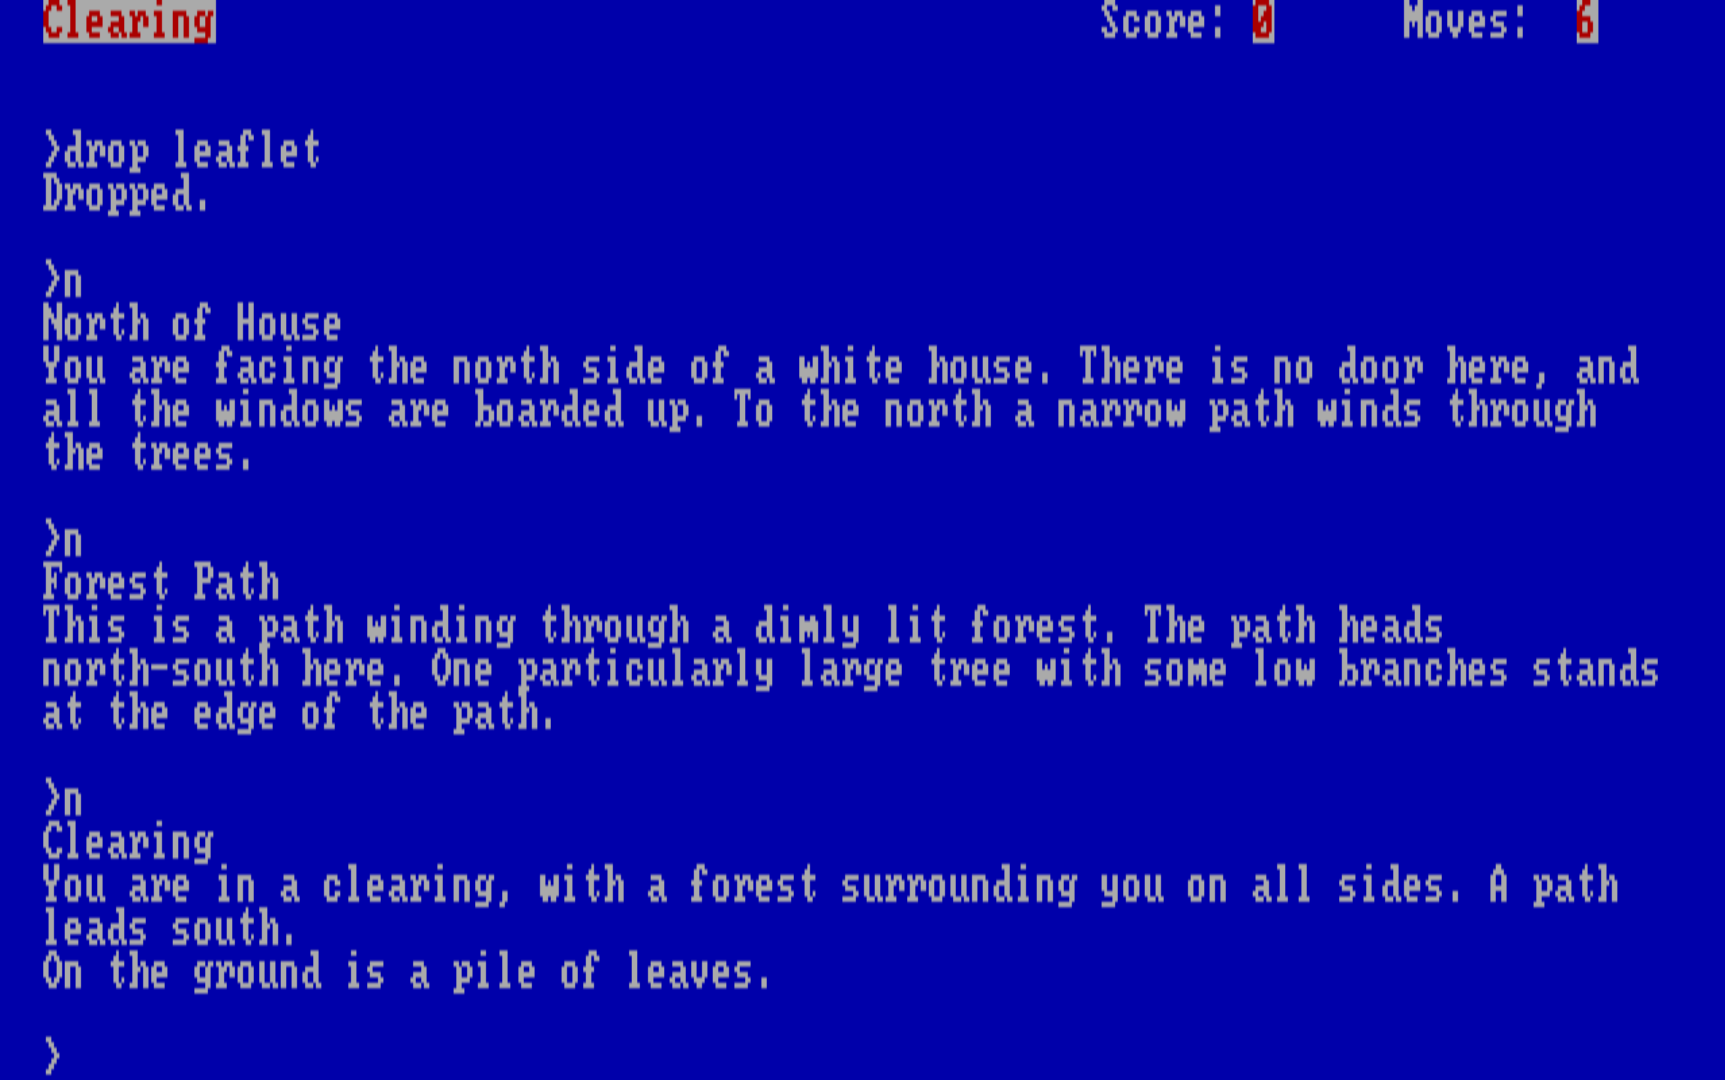 Clearing Score: 0 Moves: 6
>drop leaflet
Dropped.
>n
North of House
You are facing the north side of a white house. There is no door here, and
all the windows are boarded up. To the north a narrow path winds through
the trees.
>n
Forest Path
This is a path winding through a dimly lit forest. The path heads
north-south here. One particularly large tree with some low branches stands
at the edge of the path.
>n
Clearing
You are in a clearing, with a forest surrounding you on all sides. A path
leads south.
On the ground is a pile of leaves.
>